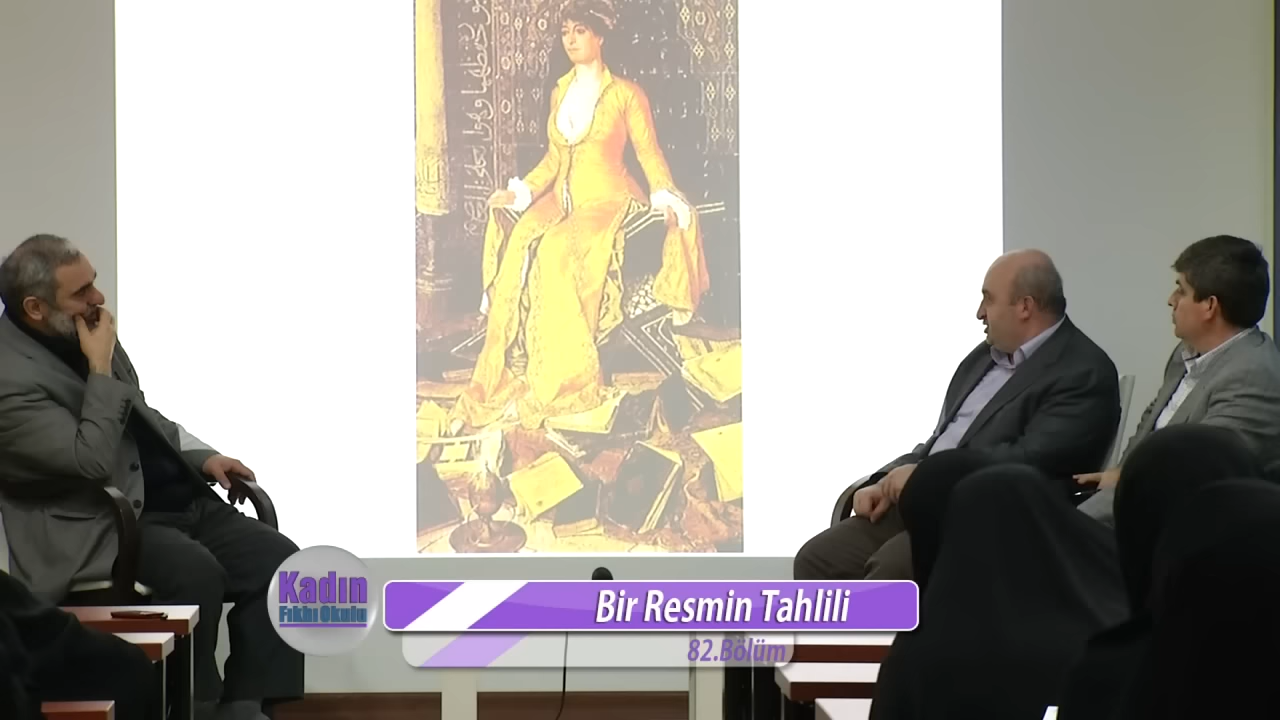 Kadın
Fıkhı Okulu
Bir Resmin Tahlili
82.Bölüm